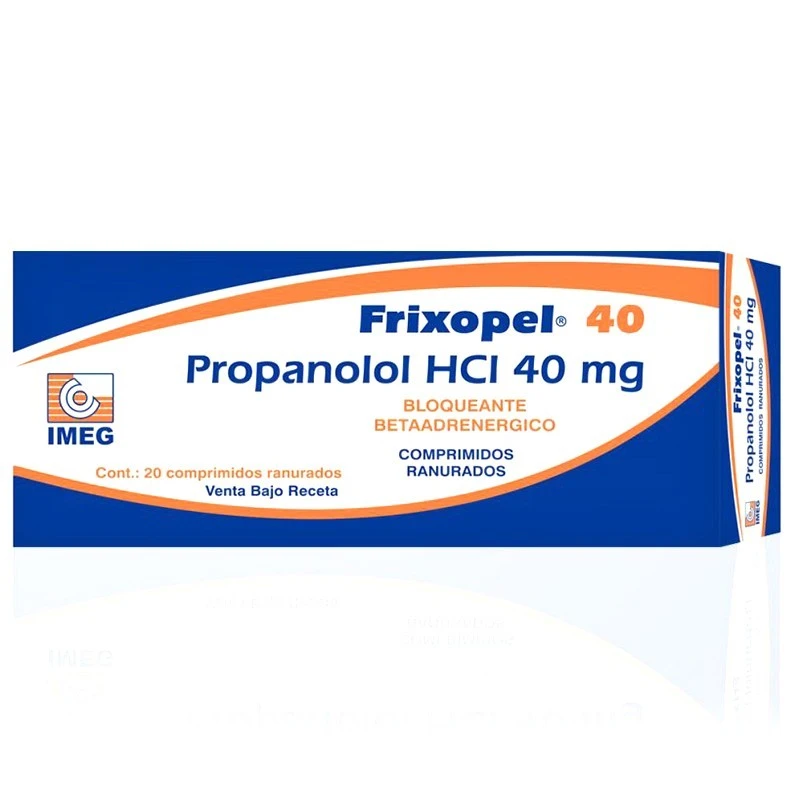 Frixopel® 40
Propanolol HCl 40 mg
BLOQUEANTE
BETAADRENERGICO
COMPRIMIDOS
RANURADOS
IMEG
Cont.: 20 comprimidos ranurados
Venta Bajo Receta
Frixopel® 40
Propanolol HCl 40 mg
COMPRIMIDOS RANURADOS
IMEG